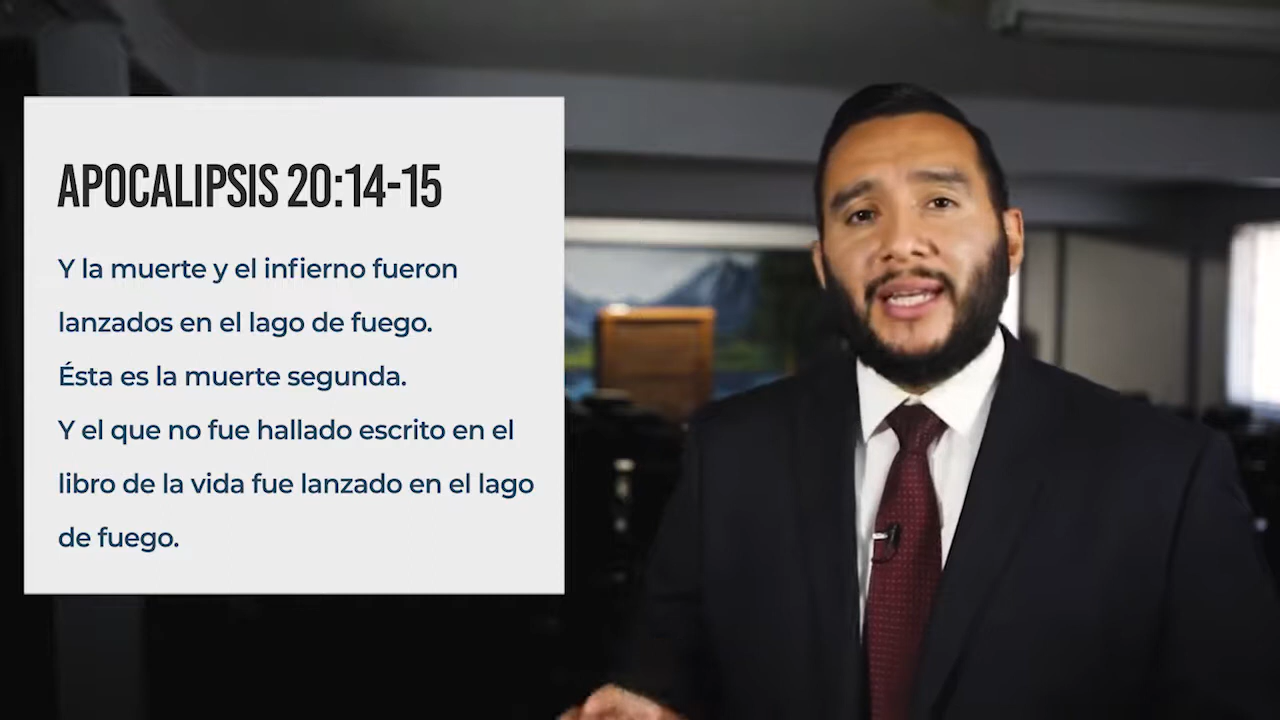 APOCALIPSIS 20:14-15
Y la muerte y el infierno fueron
lanzados en el lago de fuego.
Ésta es la muerte segunda.
Y el que no fue hallado escrito en el
libro de la vida fue lanzado en el lago
de fuego.